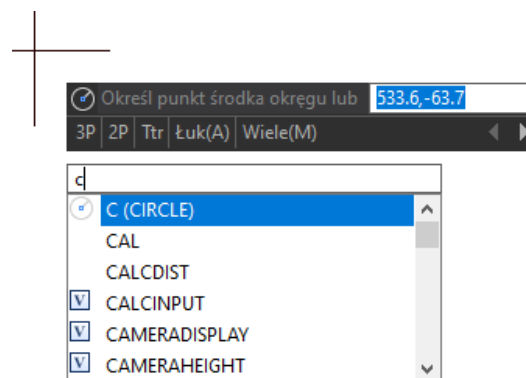 Określ punkt środka okręgu lub 533.6,-63.7
3P 2P Ttr Łuk(A) Wiele(M)
c
C (CIRCLE)
CAL
CALCDIST
V CALCINPUT
V CAMERADISPLAY
V CAMERAHEIGHT